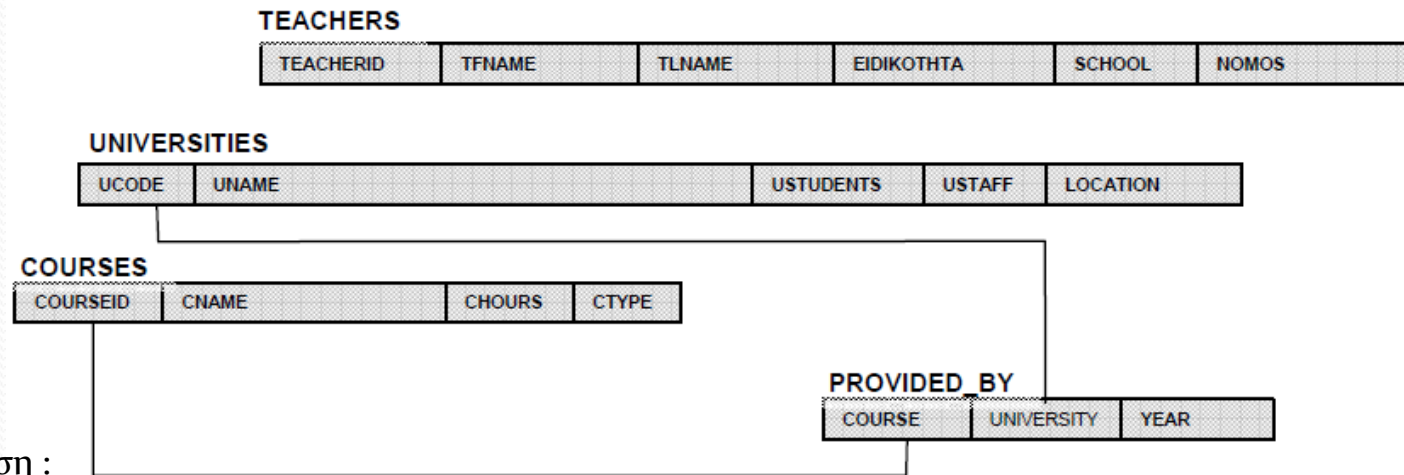 TEACHERS
TEACHERID TFNAME TLNAME EIDIKOTHTA SCHOOL NOMOS
UNIVERSITIES
UCODE UNAME USTUDENTS USTAFF LOCATION
COURSES
COURSEID CNAME CHOURS CTYPE
PROVIDED_BY
COURSE UNIVERSITY YEAR
ση :